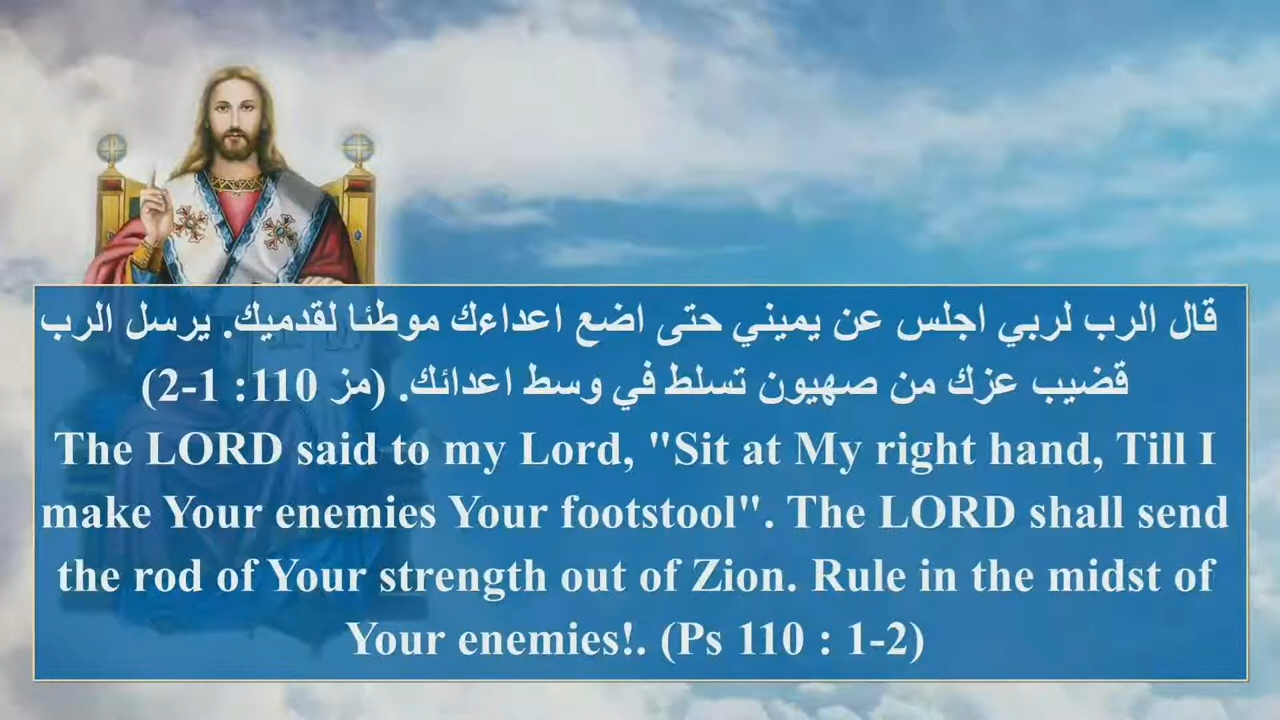 قال الرب لربي اجلس عن يميني حتى اضع اعداءك موطئا لقدميك. يرسل الرب
قضيب عزك من صهيون تسلط في وسط اعدائك. (مز 110: 1-2)
The LORD said to my Lord, "Sit at My right hand, Till I
make Your enemies Your footstool". The LORD shall send
the rod of Your strength out of Zion. Rule in the midst of
Your enemies!. (Ps 110 : 1-2)